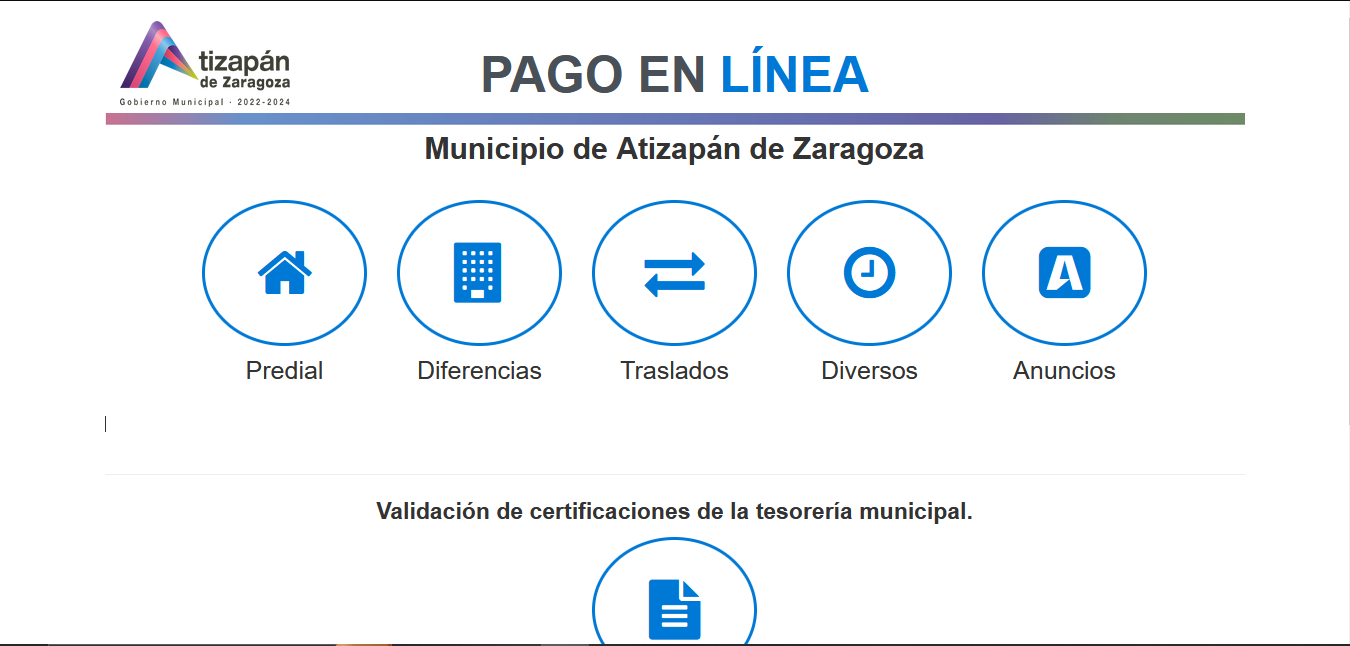 Atizapán
de Zaragoza
Gobierno Municipal · 2022-2024
PAGO EN LÍNEA
Municipio de Atizapán de Zaragoza
Predial
Diferencias
Traslados
Diversos
A
Anuncios
Validación de certificaciones de la tesorería municipal.